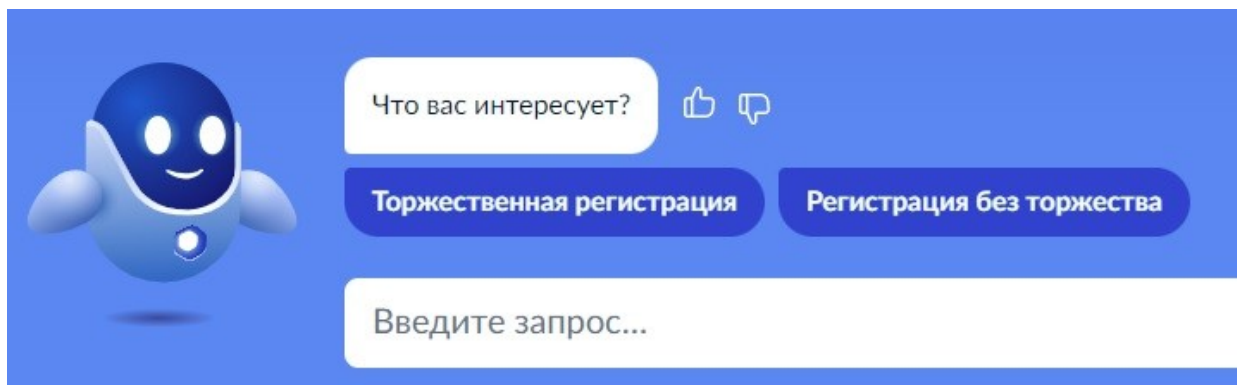 Что вас интересует?
Торжественная регистрация
Регистрация без торжества
Введите запрос...